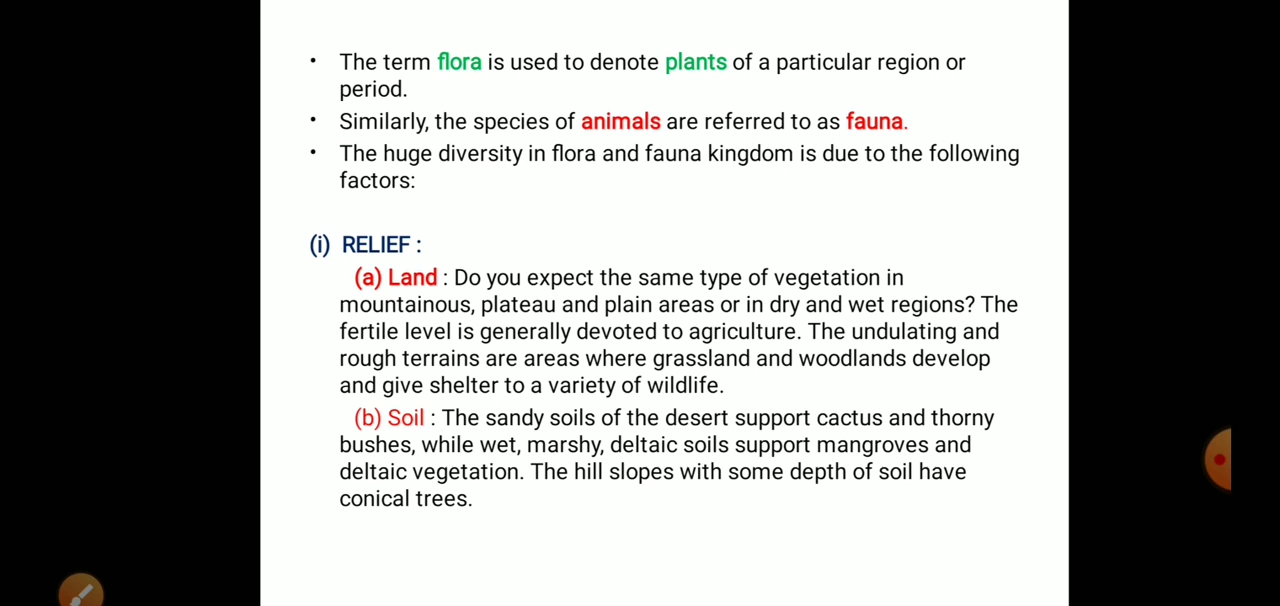 • The term flora is used to denote plants of a particular region or
period.
• Similarly, the species of animals are referred to as fauna.
• The huge diversity in flora and fauna kingdom is due to the following
factors:
(i) RELIEF :
(a) Land : Do you expect the same type of vegetation in
mountainous, plateau and plain areas or in dry and wet regions? The
fertile level is generally devoted to agriculture. The undulating and
rough terrains are areas where grassland and woodlands develop
and give shelter to a variety of wildlife.
(b) Soil : The sandy soils of the desert support cactus and thorny
bushes, while wet, marshy, deltaic soils support mangroves and
deltaic vegetation. The hill slopes with some depth of soil have
conical trees.